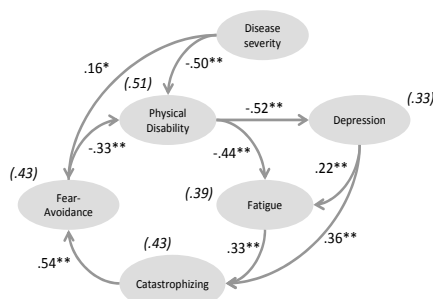 Disease
severity
.16*
-.50**
(.51)
Physical
Disability
-.52**
Depression
(.33)
-.33**
-.44**
(.43)
Fear-
Avoidance
(.39)
Fatigue
.22**
(.43)
.54**
Catastrophizing
.33**
.36**